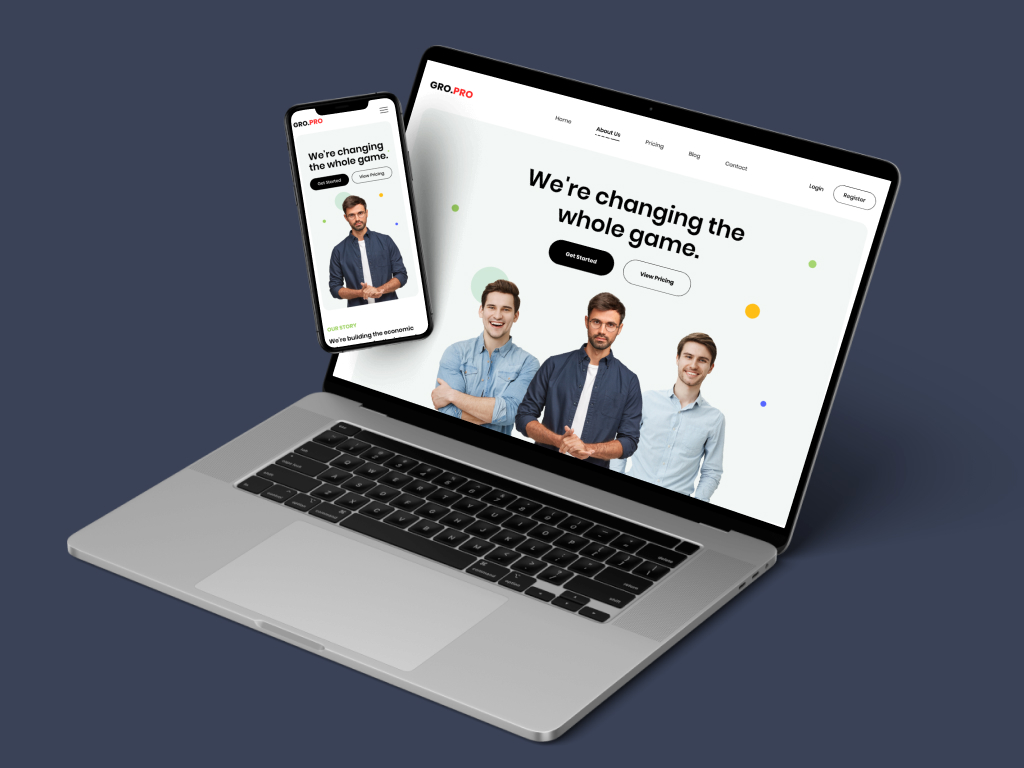 GRO.PRO
We're changing
the whole game.
Get Started
View Pricing
OUR STORY
We're building the economic
GRO.PRO
Home
About Us
Pricing
Blog
Contact
Login
Register
We're changing the
whole game.
Get Started
View Pricing